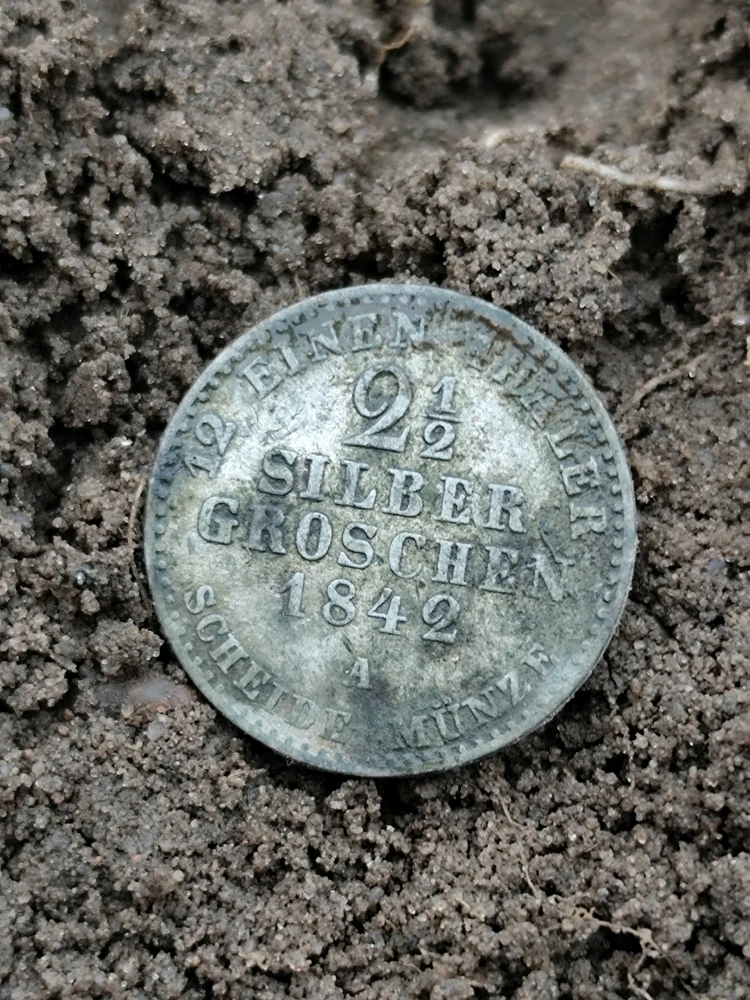 12 EINEN THALER
2 1/2
SILBER
GROSCHEN
1842
A
SCHEIDE MÜNZE